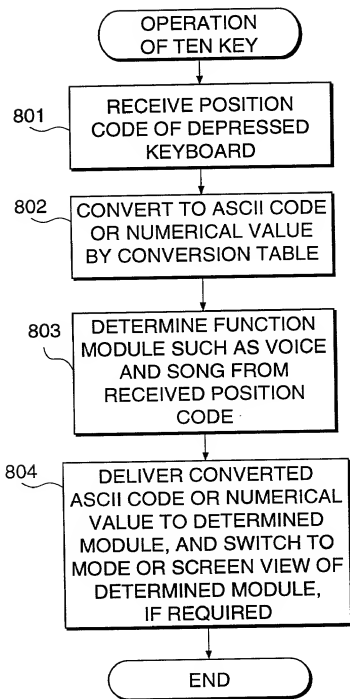 OPERATION
OF TEN KEY
801
RECEIVE POSITION
CODE OF DEPRESSED
KEYBOARD
802
CONVERT TO ASCII CODE
OR NUMERICAL VALUE
BY CONVERSION TABLE
803
DETERMINE FUNCTION
MODULE SUCH AS VOICE
AND SONG FROM
RECEIVED POSITION
CODE
804
DELIVER CONVERTED
ASCII CODE OR NUMERICAL
VALUE TO DETERMINED
MODULE, AND SWITCH TO
MODE OR SCREEN VIEW OF
DETERMINED MODULE,
IF REQUIRED
END